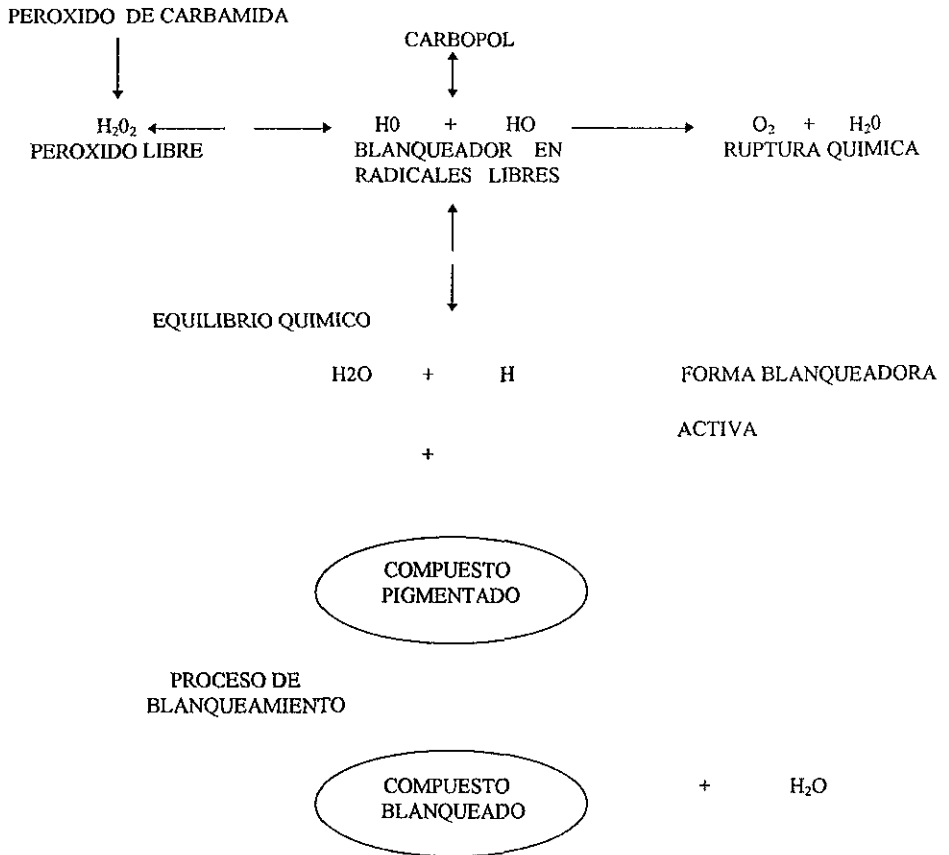 PEROXIDO DE CARBAMIDA
CARBOPOL
H₂0₂ H0 + HO O₂ + H₂0
PEROXIDO LIBRE BLANQUEADOR EN RUPTURA QUIMICA
RADICALES LIBRES
EQUILIBRIO QUIMICO
H2O + H FORMA BLANQUEADORA
ACTIVA
+
COMPUESTO
PIGMENTADO
PROCESO DE
BLANQUEAMIENTO
COMPUESTO + H₂O
BLANQUEADO